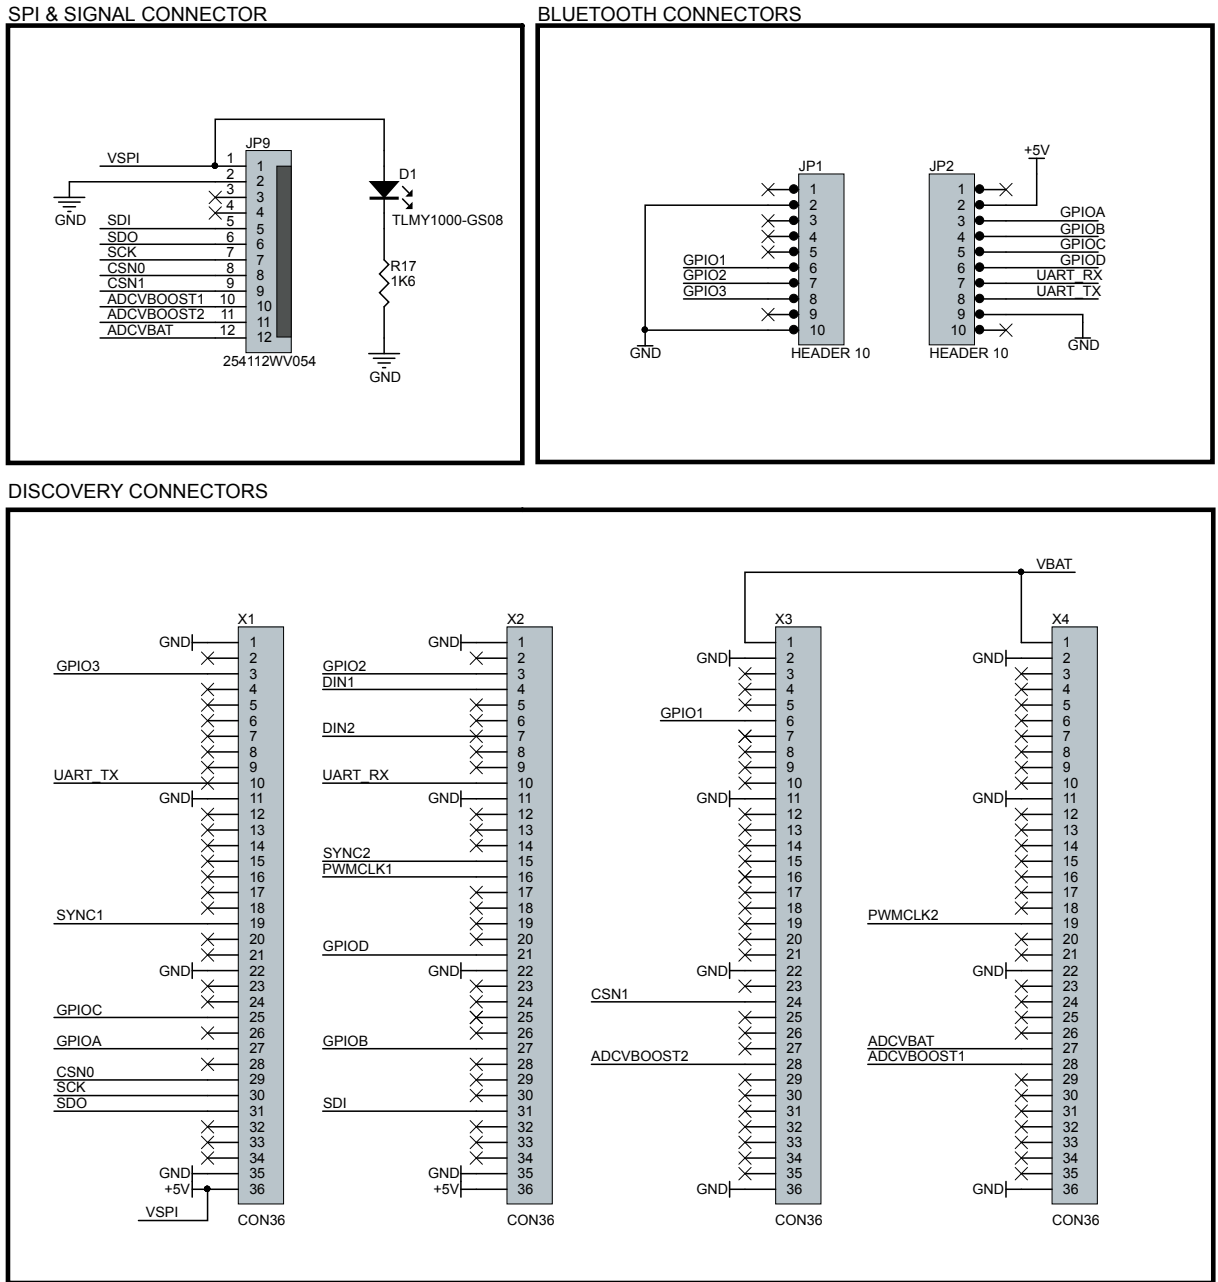 SPI & SIGNAL CONNECTOR
JP9
VSPI 1 1
2 2
3 3
4 4
GND
SDI 5 5
SDO 6 6
SCK 7 7
CSN0 8 8
CSN1 9 9
ADCVBOOST1 10 10
ADCVBOOST2 11 11
ADCVBAT 12 12
254112WV054
D1
TLMY1000-GS08
R17
1K6
GND
BLUETOOTH CONNECTORS
JP1
1
2
3
4
5
GPIO1 6
GPIO2 7
GPIO3 8
9
10
GND
HEADER 10
+5V
JP2
1
2
3 GPIOA
4 GPIOB
5 GPIOC
6 GPIOD
7 UART_RX
8 UART_TX
9
10
GND
HEADER 10
DISCOVERY CONNECTORS
X1
GND 1
2
GPIO3 3
4
5
6
7
8
9
UART_TX 10
GND 11
12
13
14
15
16
17
18
SYNC1 19
20
21
GND 22
23
24
GPIOC 25
26
GPIOA 27
28
CSN0 29
SCK 30
SDO 31
32
33
34
GND 35
+5V 36
VSPI
CON36
X2
GND 1
2
GPIO2 3
DIN1 4
5
6
DIN2 7
8
9
UART_RX 10
GND 11
12
13
14
SYNC2 15
PWMCLK1 16
17
18
19
20
GPIOD 21
GND 22
23
24
25
26
GPIOB 27
28
29
30
SDI 31
32
33
34
GND 35
+5V 36
CON36
VBAT
X3
1
GND 2
3
4
5
GPIO1 6
7
8
9
10
GND 11
12
13
14
15
16
17
18
19
20
21
GND 22
23
CSN1 24
25
26
27
ADCVBOOST2 28
29
30
31
32
33
34
35
GND 36
CON36
X4
1
GND 2
3
4
5
6
7
8
9
10
GND 11
12
13
14
15
16
17
18
PWMCLK2 19
20
21
GND 22
23
24
25
26
ADCVBAT 27
ADCVBOOST1 28
29
30
31
32
33
34
35
GND 36
CON36